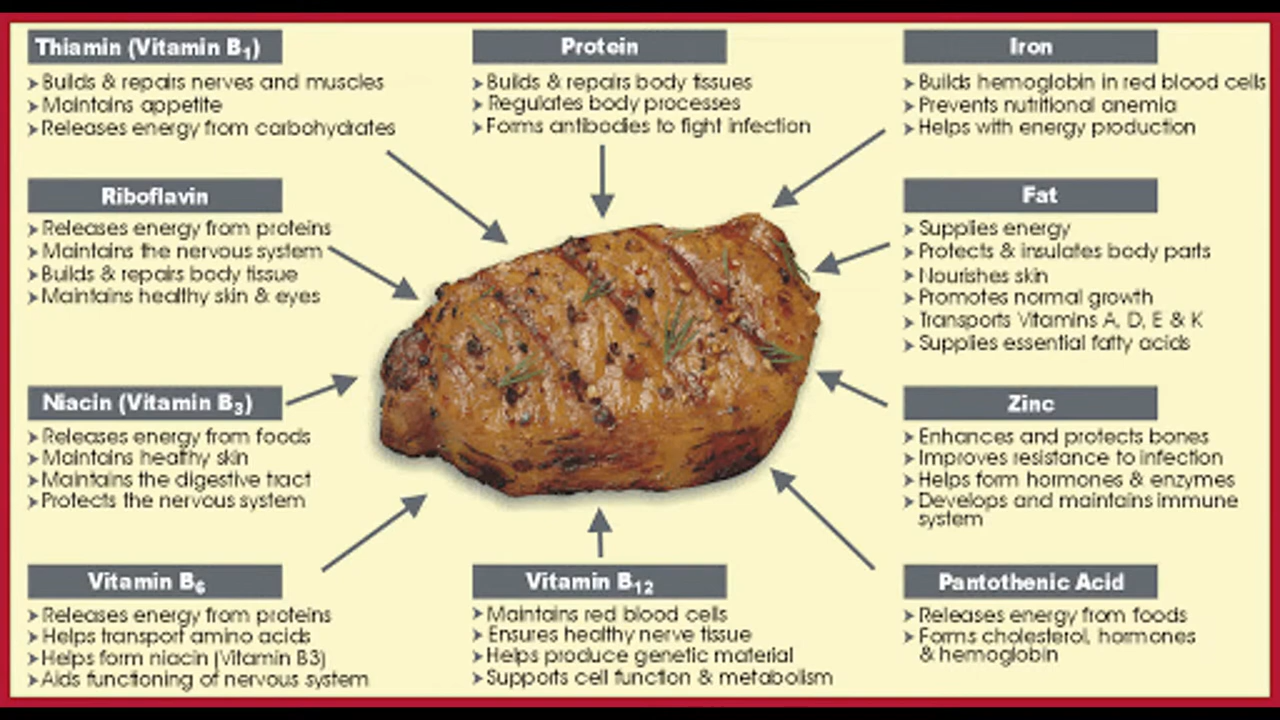 Thiamin (Vitamin B1)
➤Builds & repairs nerves and muscles
➤Maintains appetite
➤Releases energy from carbohydrates
Protein
➤Builds & repairs body tissues
➤Regulates body processes
➤Forms antibodies to fight infection
Iron
➤Builds hemoglobin in red blood cells
➤Prevents nutritional anemia
➤Helps with energy production
Riboflavin
➤Releases energy from proteins
➤Maintains the nervous system
➤Builds & repairs body tissue
➤Maintains healthy skin & eyes
Fat
➤Supplies energy
➤Protects & insulates body parts
➤Nourishes skin
➤Promotes normal growth
➤Transports Vitamins A, D, E & K
➤Supplies essential fatty acids
Niacin (Vitamin B3)
➤Releases energy from foods
➤Maintains healthy skin
➤Maintains the digestive tract
➤Protects the nervous system
Zinc
➤Enhances and protects bones
➤Improves resistance to infection
➤Helps form hormones & enzymes
➤Develops and maintains immune
system
Vitamin B6
➤Releases energy from proteins
➤Helps transport amino acids
➤Helps form niacin (Vitamin B3)
➤Aids functioning of nervous system
Vitamin B12
➤Maintains red blood cells
➤Ensures healthy nerve tissue
➤Helps produce genetic material
➤Supports cell function & metabolism
Pantothenic Acid
➤Releases energy from foods
➤Forms cholesterol, hormones
& hemoglobin